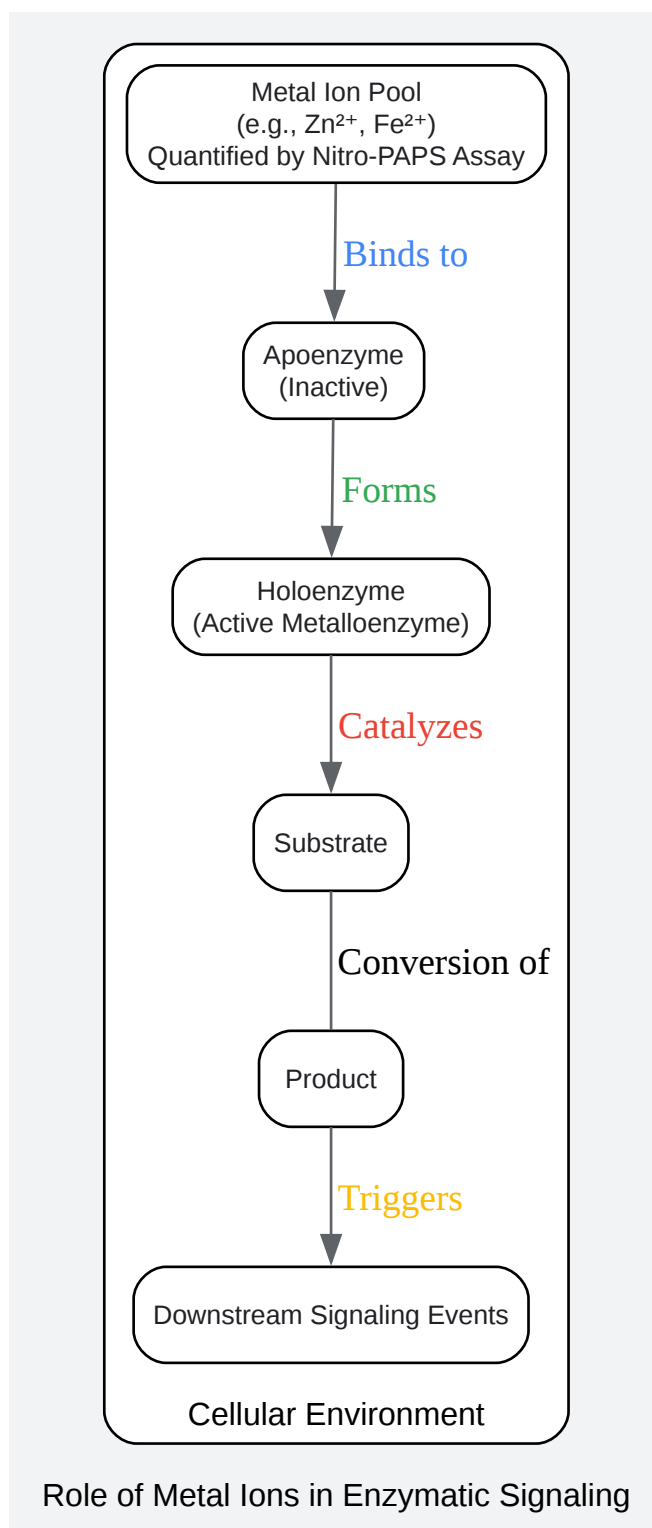 Metal Ion Pool
(e.g., Zn²⁺, Fe²⁺)
Quantified by Nitro-PAPS Assay
Binds to
Apoenzyme
(Inactive)
Forms
Holoenzyme
(Active Metalloenzyme)
Catalyzes
Substrate
Conversion of
Product
Triggers
Downstream Signaling Events
Cellular Environment
Role of Metal Ions in Enzymatic Signaling